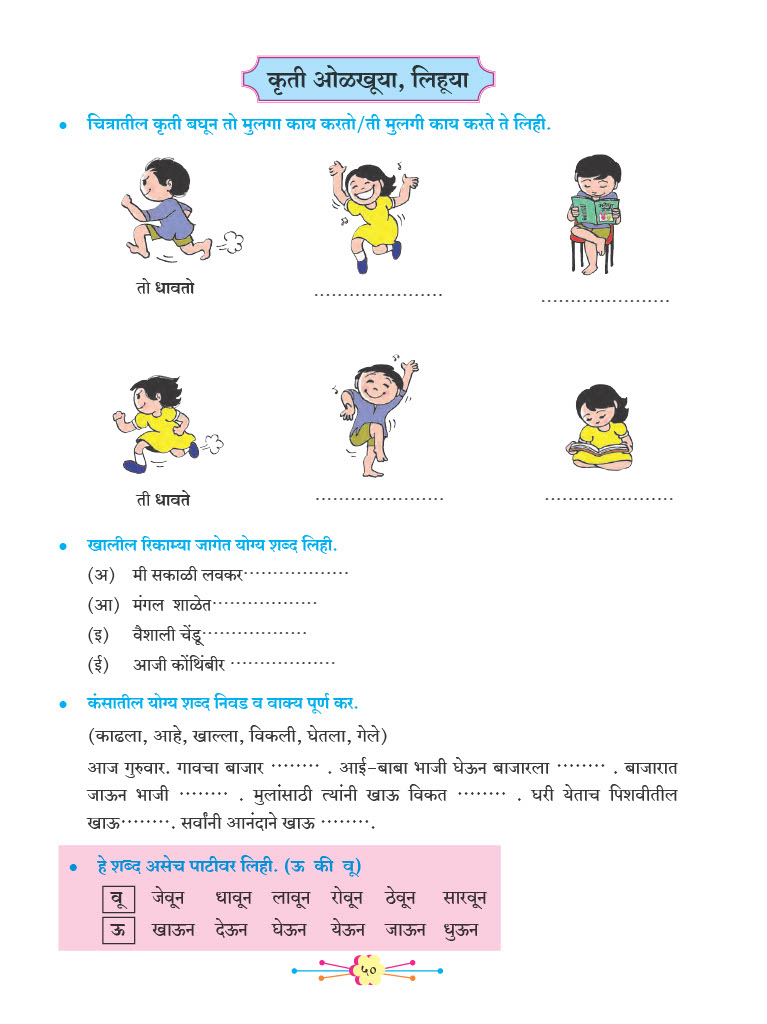 कृती ओळखूया, लिहूया
• चित्रातील कृती बघून तो मुलगा काय करतो/ती मुलगी काय करते ते लिही.
तो धावतो ...................... ......................
ती धावते ...................... ......................
• खालील रिकाम्या जागेत योग्य शब्द लिही.
(अ) मी सकाळी लवकर..................
(आ) मंगल शाळेत..................
(इ) वैशाली चेंडू..................
(ई) आजी कोंथिंबीर ..................
• कंसातील योग्य शब्द निवड व वाक्य पूर्ण कर.
(काढला, आहे, खाल्ला, विकली, घेतला, गेले)
आज गुरुवार. गावचा बाजार ........ . आई-बाबा भाजी घेऊन बाजारला ........ . बाजारात
जाऊन भाजी ........ . मुलांसाठी त्यांनी खाऊ विकत ........ . घरी येताच पिशवीतील
खाऊ........ . सर्वांनी आनंदाने खाऊ ........ .
• हे शब्द असेच पाटीवर लिही. (ऊ की वू)
वू जेवून धावून लावून रोवून ठेवून सारवून
ऊ खाऊन देऊन घेऊन येऊन जाऊन धुऊन
५०